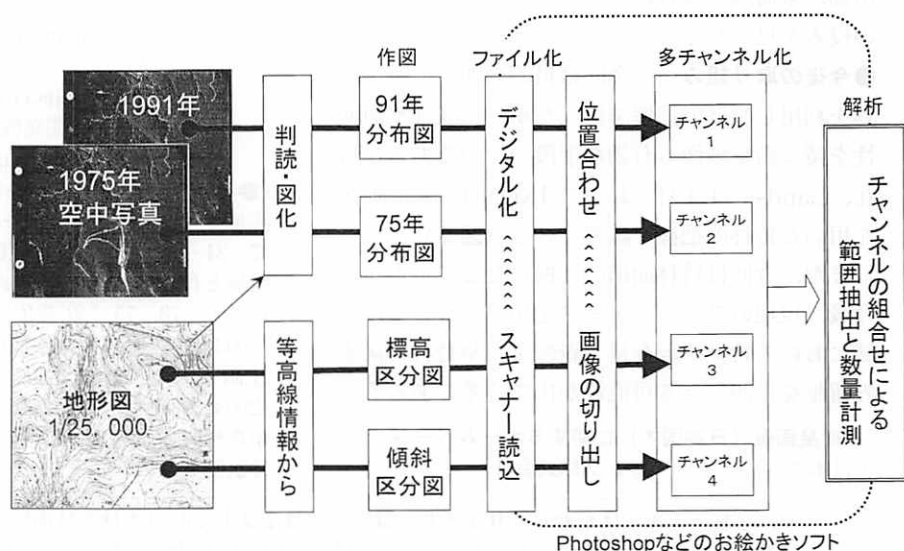 作図
ファイル化
多チャンネル化
解析
1991年
1975年
空中写真
判読・図化
91年
分布図
75年
分布図
デジタル化
スキャナー読込
位置合わせ
画像の切り出し
チャンネル
1
チャンネル
2
チャンネル
3
チャンネル
4
地形図
1/25,000
等高線情報から
標高
区分図
傾斜
区分図
チャンネルの組合せによる
範囲抽出と数量計測
Photoshopなどのお絵かきソフト